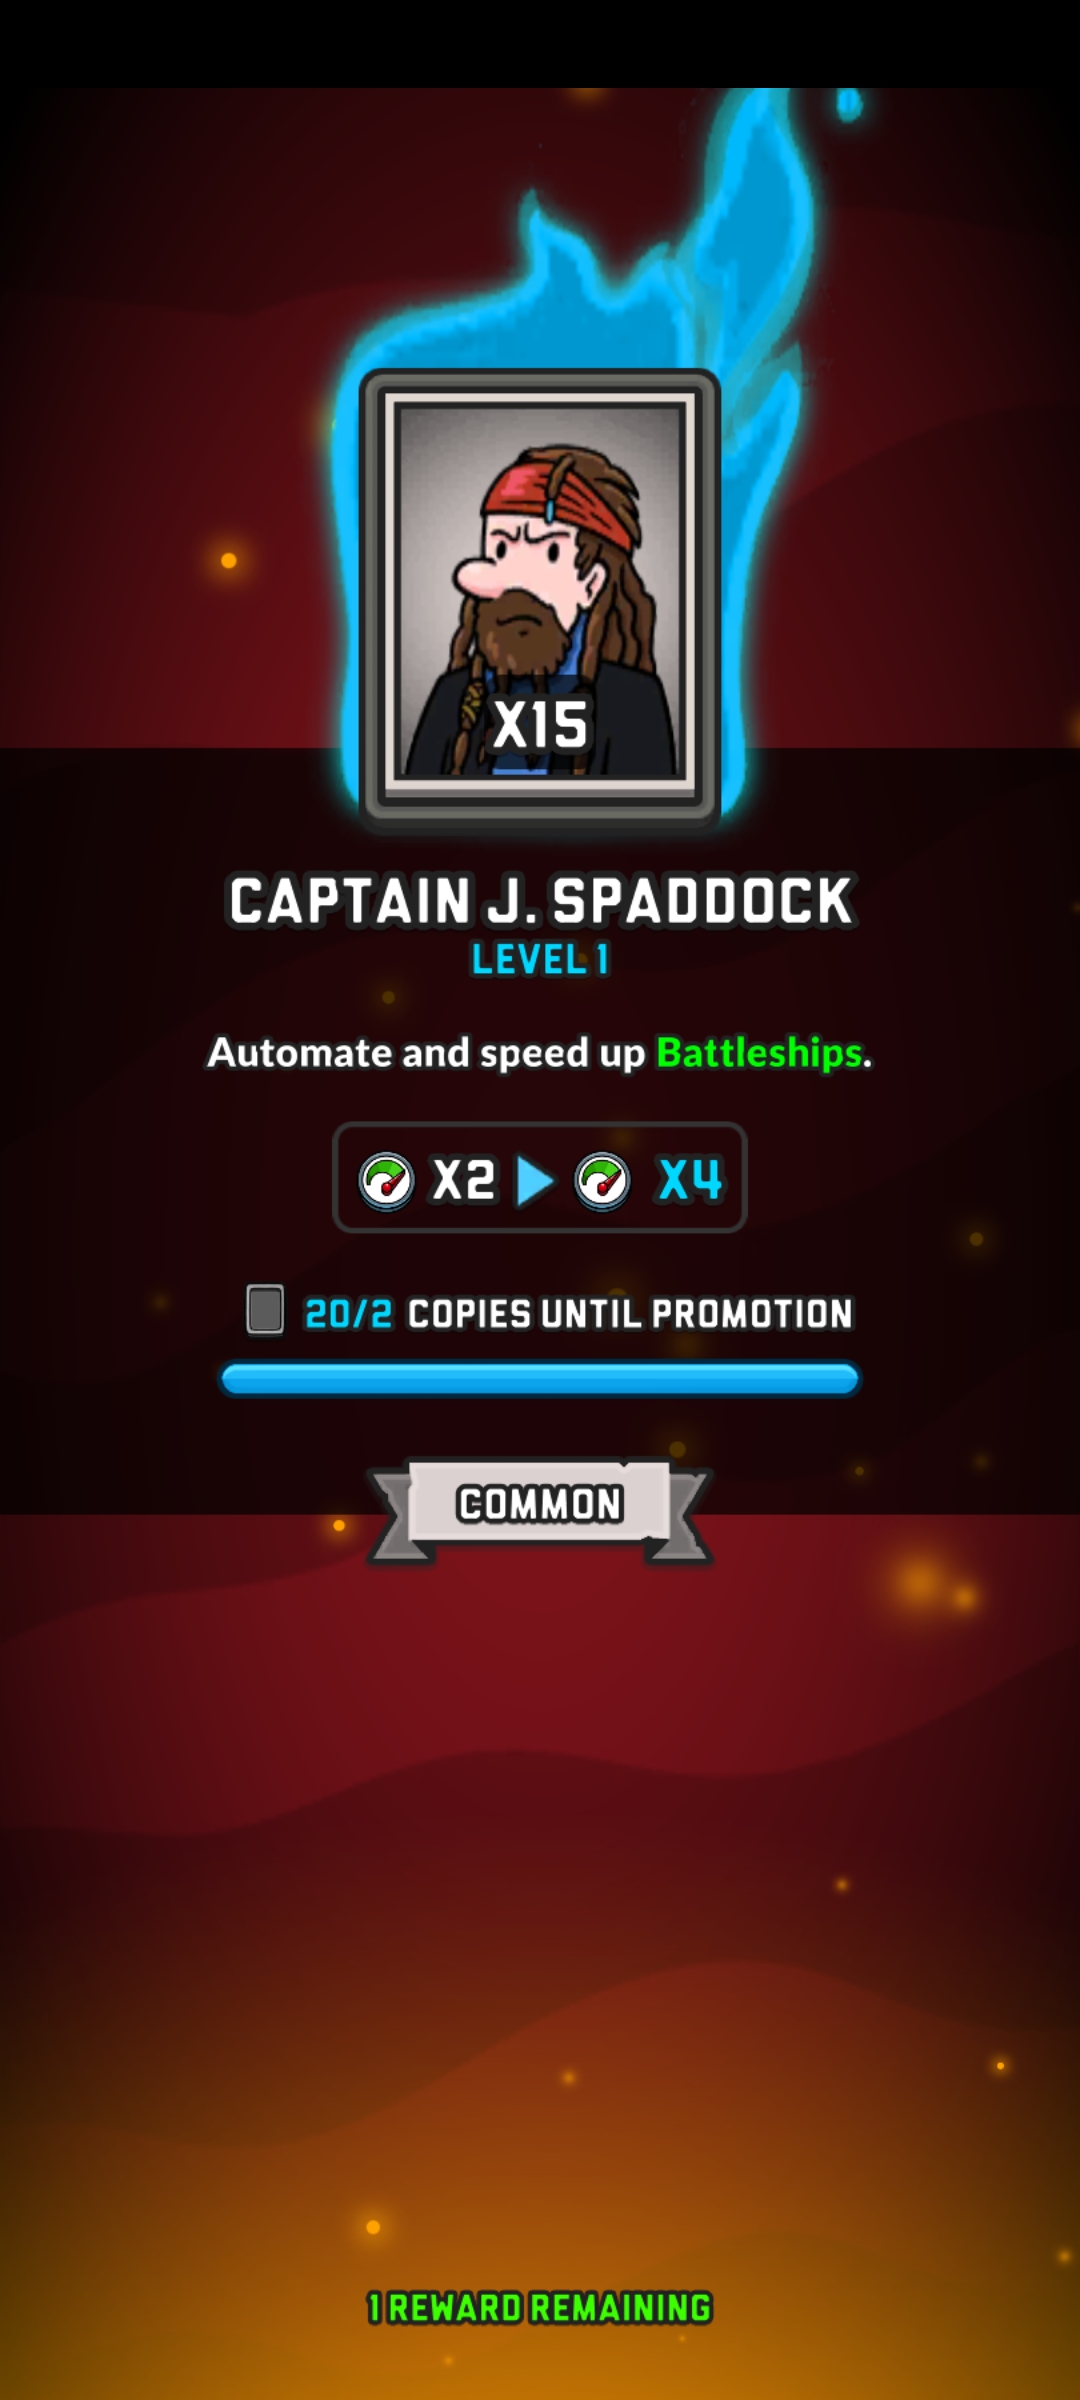 X15
CAPTAIN J. SPADDOCK
LEVEL 1
Automate and speed up Battleships.
X2 X4
20/2 COPIES UNTIL PROMOTION
COMMON
1 REWARD REMAINING